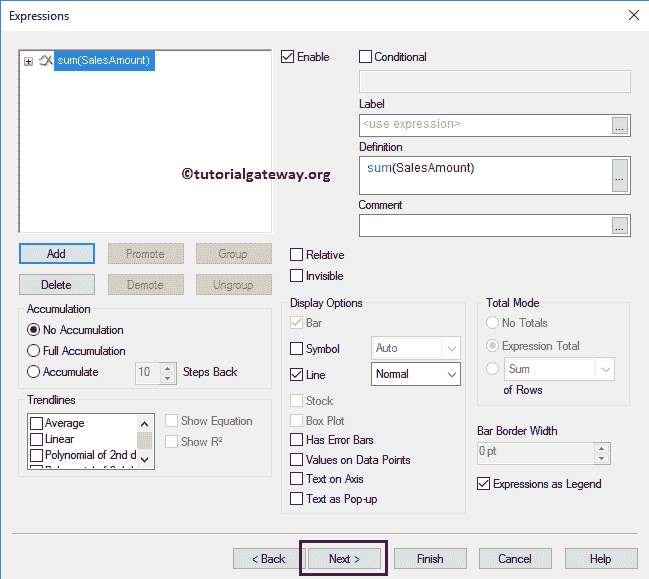 Expressions
sum(SalesAmount)
Enable
Conditional
Label
<use expression>
...
Definition
sum(SalesAmount)
...
©tutorialgateway.org
Comment
...
Add
Promote
Group
Delete
Demote
Ungroup
Relative
Invisible
Accumulation
No Accumulation
Full Accumulation
Accumulate
10
Steps Back
Trendlines
Average
Linear
Polynomial of 2nd d
Show Equation
Show R²
Display Options
Bar
Symbol
Auto
Line
Normal
Stock
Box Plot
Has Error Bars
Values on Data Points
Text on Axis
Text as Pop-up
Total Mode
No Totals
Expression Total
Sum
of Rows
Bar Border Width
0 pt
Expressions as Legend
< Back
Next >
Finish
Cancel
Help